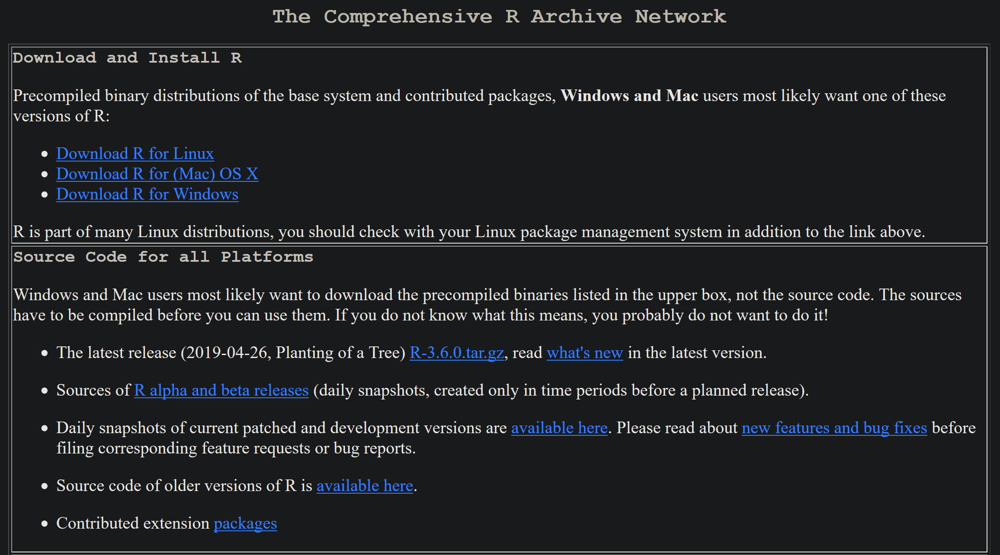 The Comprehensive R Archive Network
Download and Install R
Precompiled binary distributions of the base system and contributed packages, Windows and Mac users most likely want one of these
versions of R:
Download R for Linux
Download R for (Mac) OS X
Download R for Windows
R is part of many Linux distributions, you should check with your Linux package management system in addition to the link above.
Source Code for all Platforms
Windows and Mac users most likely want to download the precompiled binaries listed in the upper box, not the source code. The sources
have to be compiled before you can use them. If you do not know what this means, you probably do not want to do it!
The latest release (2019-04-26, Planting of a Tree) R-3.6.0.tar.gz, read what's new in the latest version.
Sources of R alpha and beta releases (daily snapshots, created only in time periods before a planned release).
Daily snapshots of current patched and development versions are available here. Please read about new features and bug fixes before
filing corresponding feature requests or bug reports.
Source code of older versions of R is available here.
Contributed extension packages